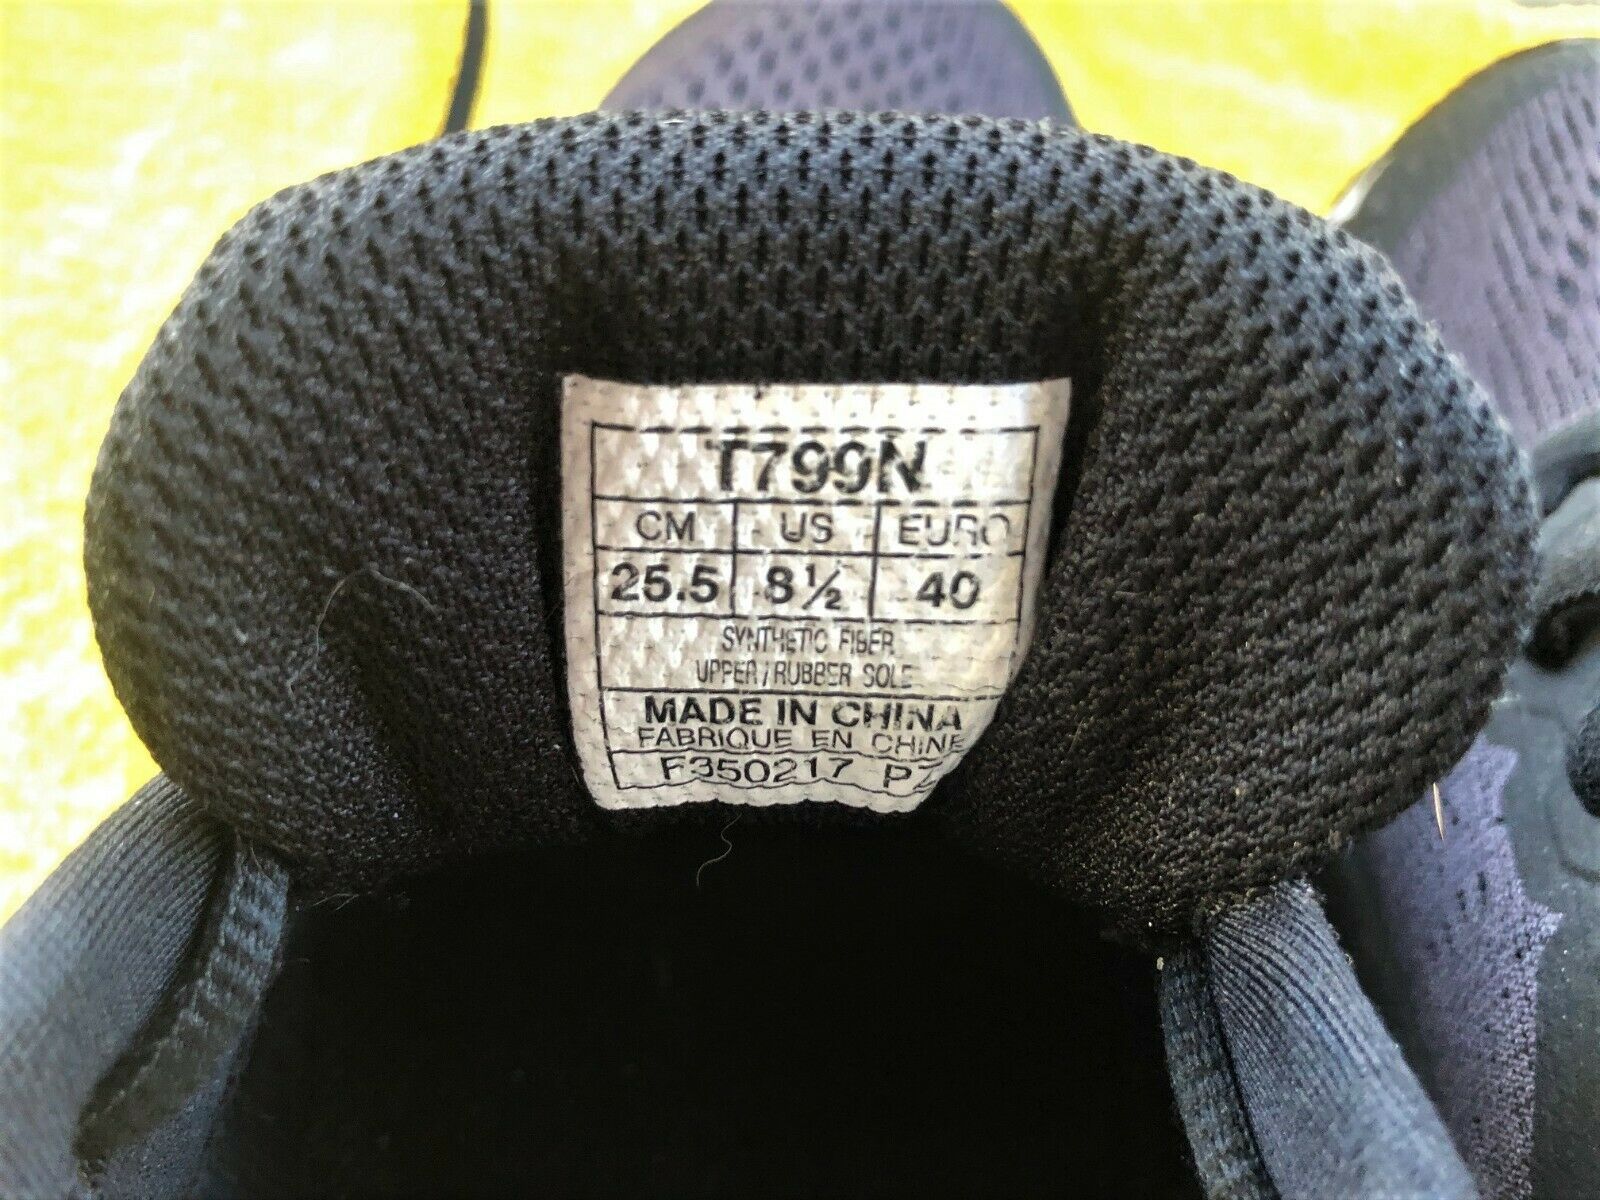 T799N
CM US EURO
25.5 8½ 40
SYNTHETIC FIBER
UPPER/RUBBER SOLE
MADE IN CHINA
FABRIQUE EN CHINE
F350217 PZ